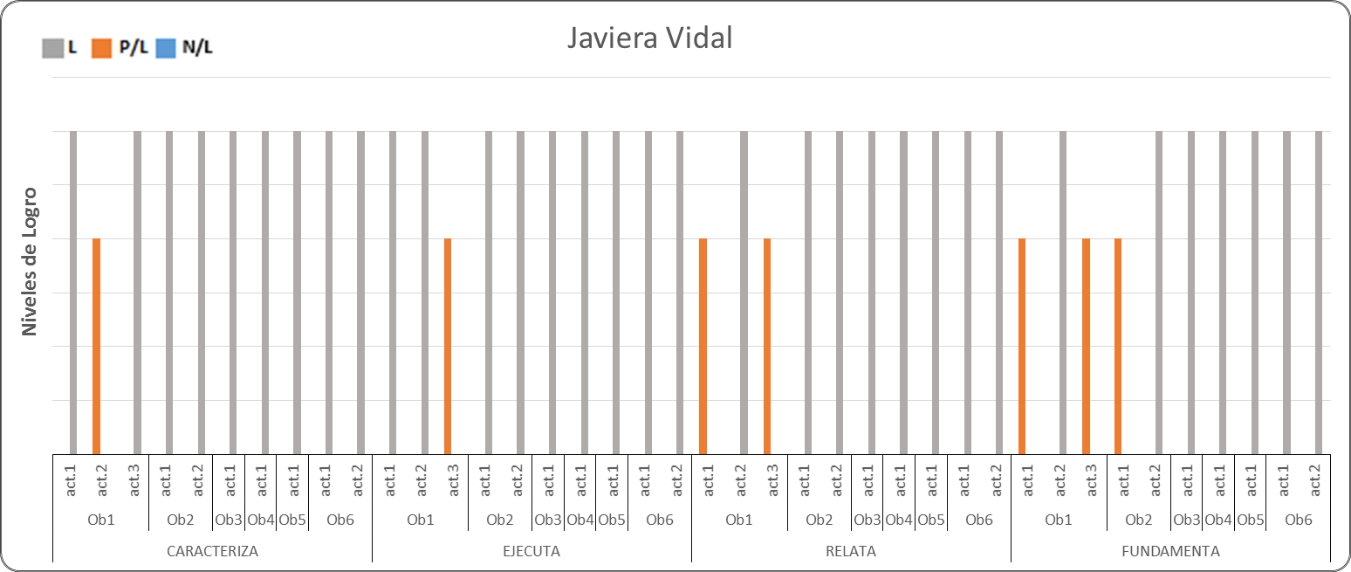 Javiera Vidal
L P/L N/L
Niveles de Logro
act.1 act.2 act.3 act.1 act.2 act.1 act.1 act.1 act.1 act.2 act.1 act.2 act.3 act.1 act.2 act.1 act.1 act.1 act.1 act.2 act.1 act.2 act.3 act.1 act.2 act.1 act.1 act.1 act.1 act.2 act.1 act.2 act.3 act.1 act.2 act.1 act.1 act.1 act.1 act.2
Ob1 Ob2 Ob3 Ob4 Ob5 Ob6 Ob1 Ob2 Ob3 Ob4 Ob5 Ob6 Ob1 Ob2 Ob3 Ob4 Ob5 Ob6 Ob1 Ob2 Ob3 Ob4 Ob5 Ob6
CARACTERIZA EJECUTA RELATA FUNDAMENTA